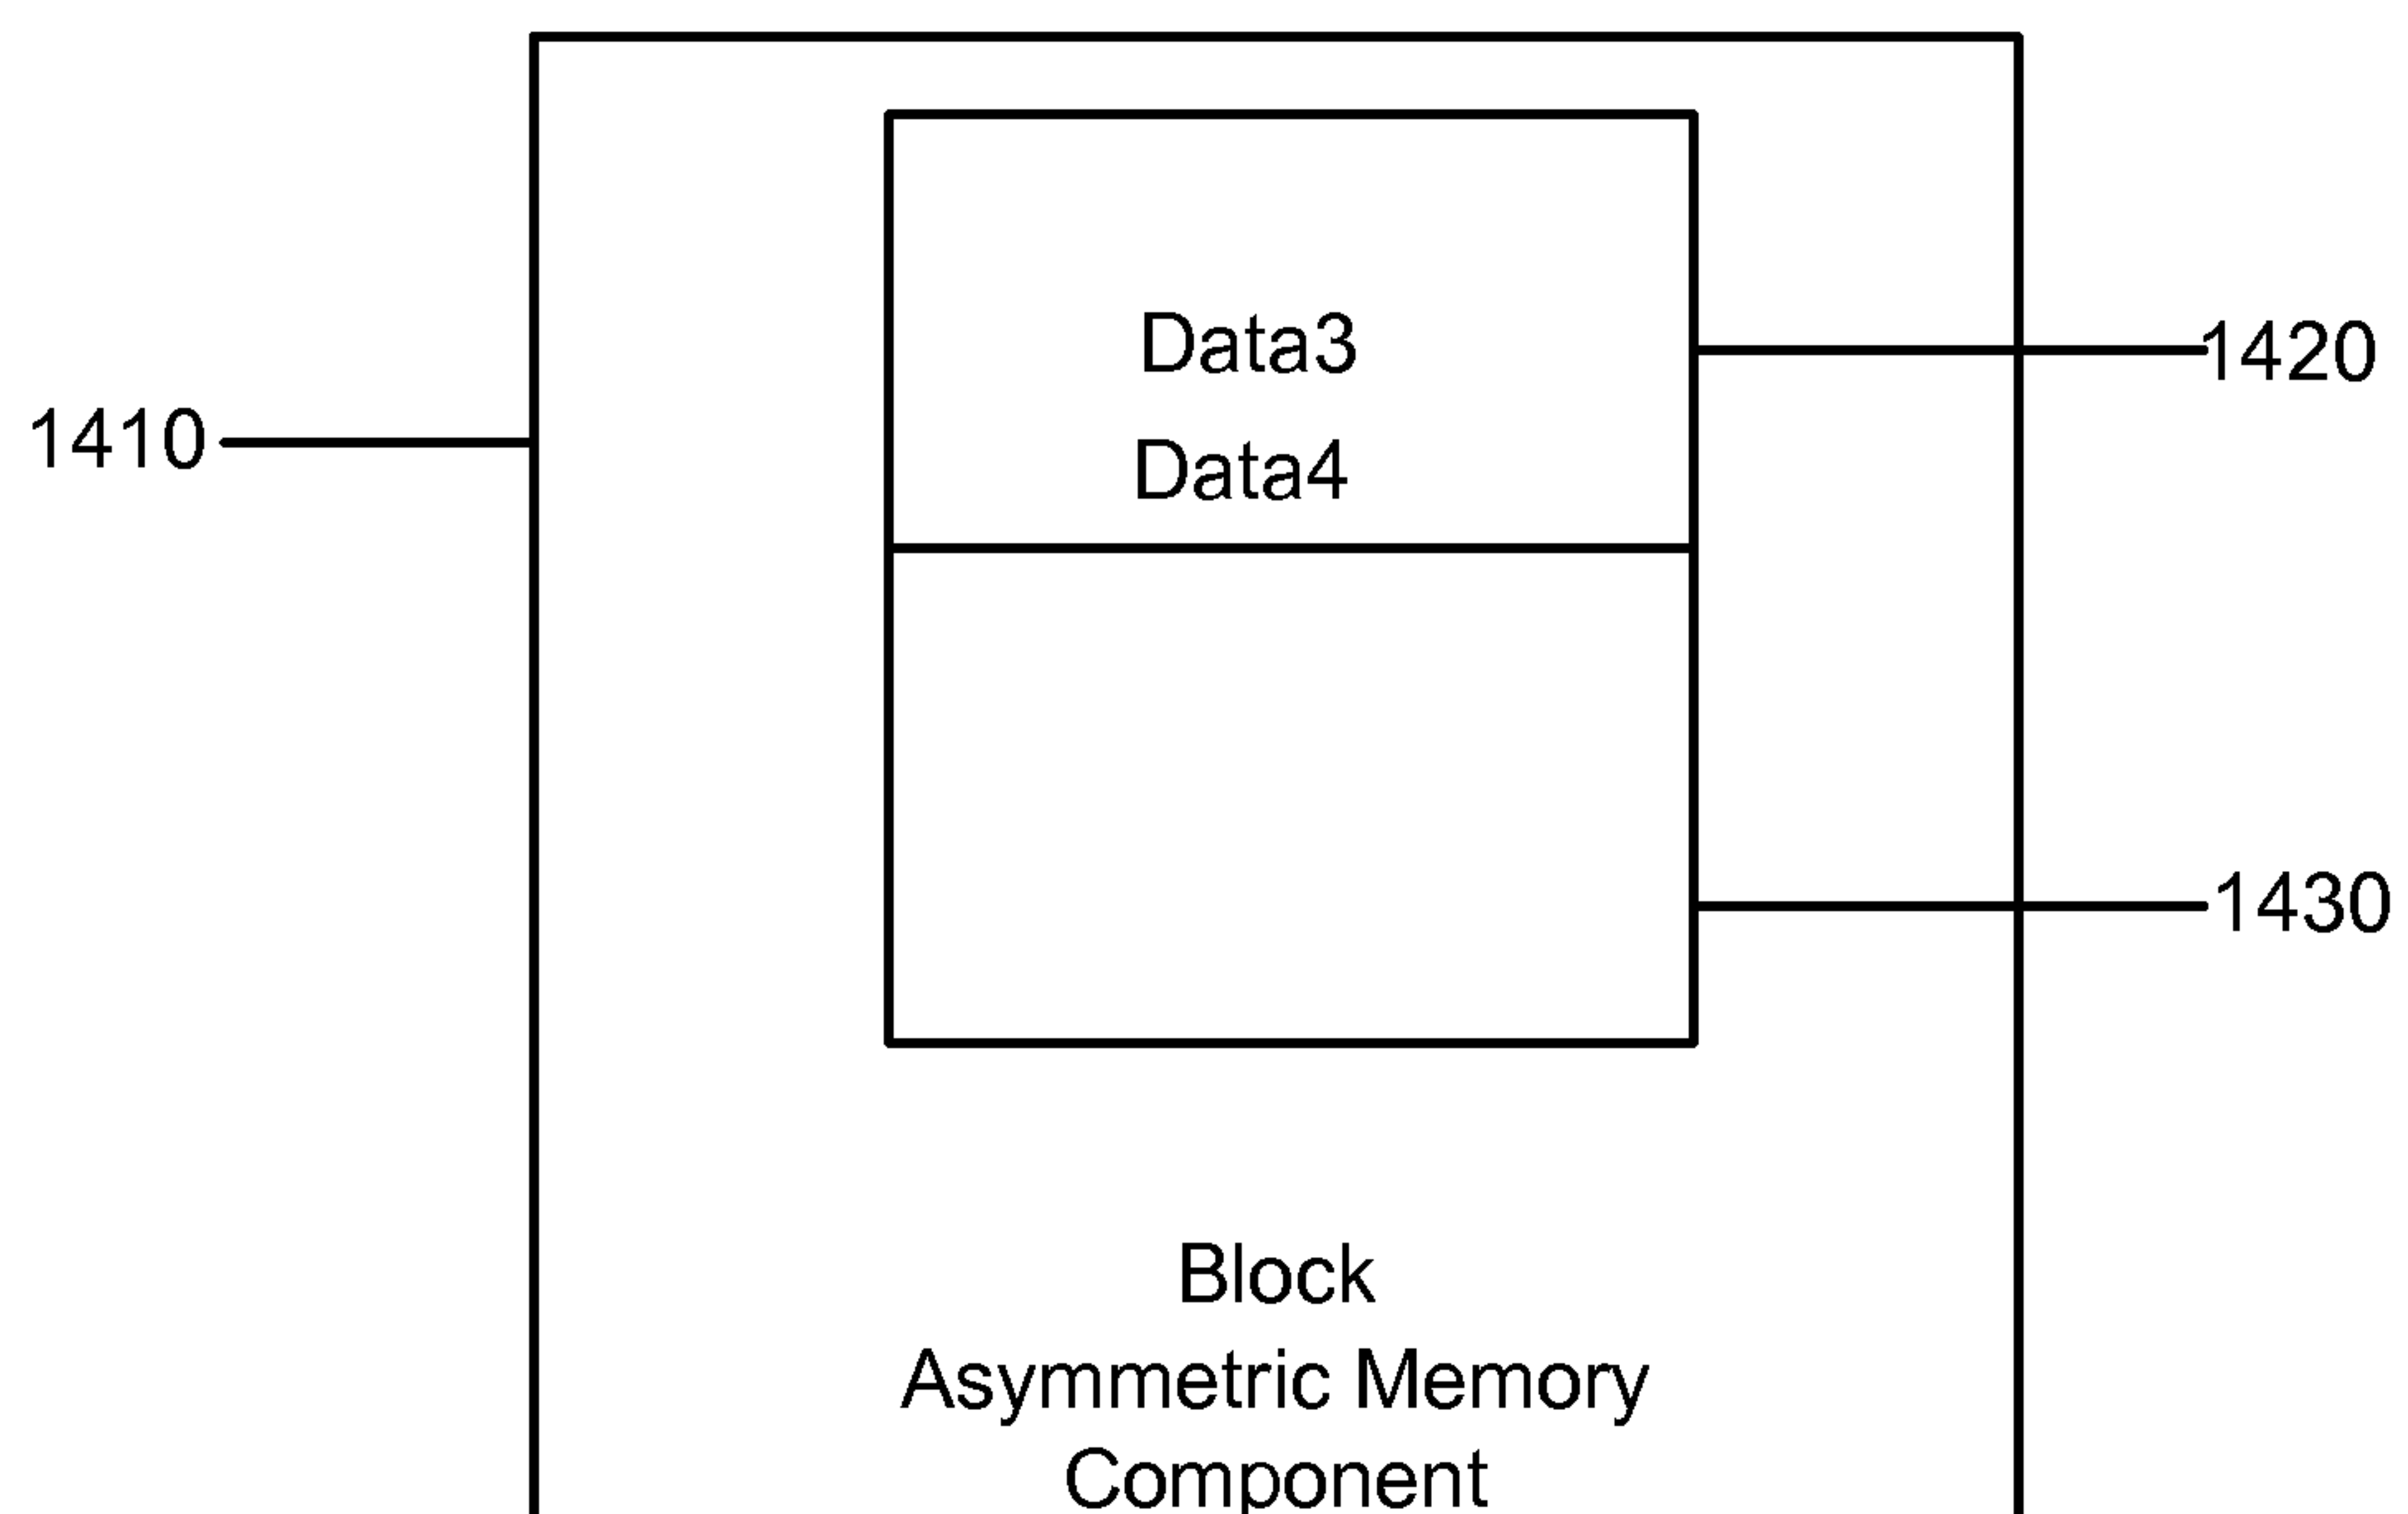 Data3
1420
1410
Data4
1430
Block
Asymmetric Memory
Component